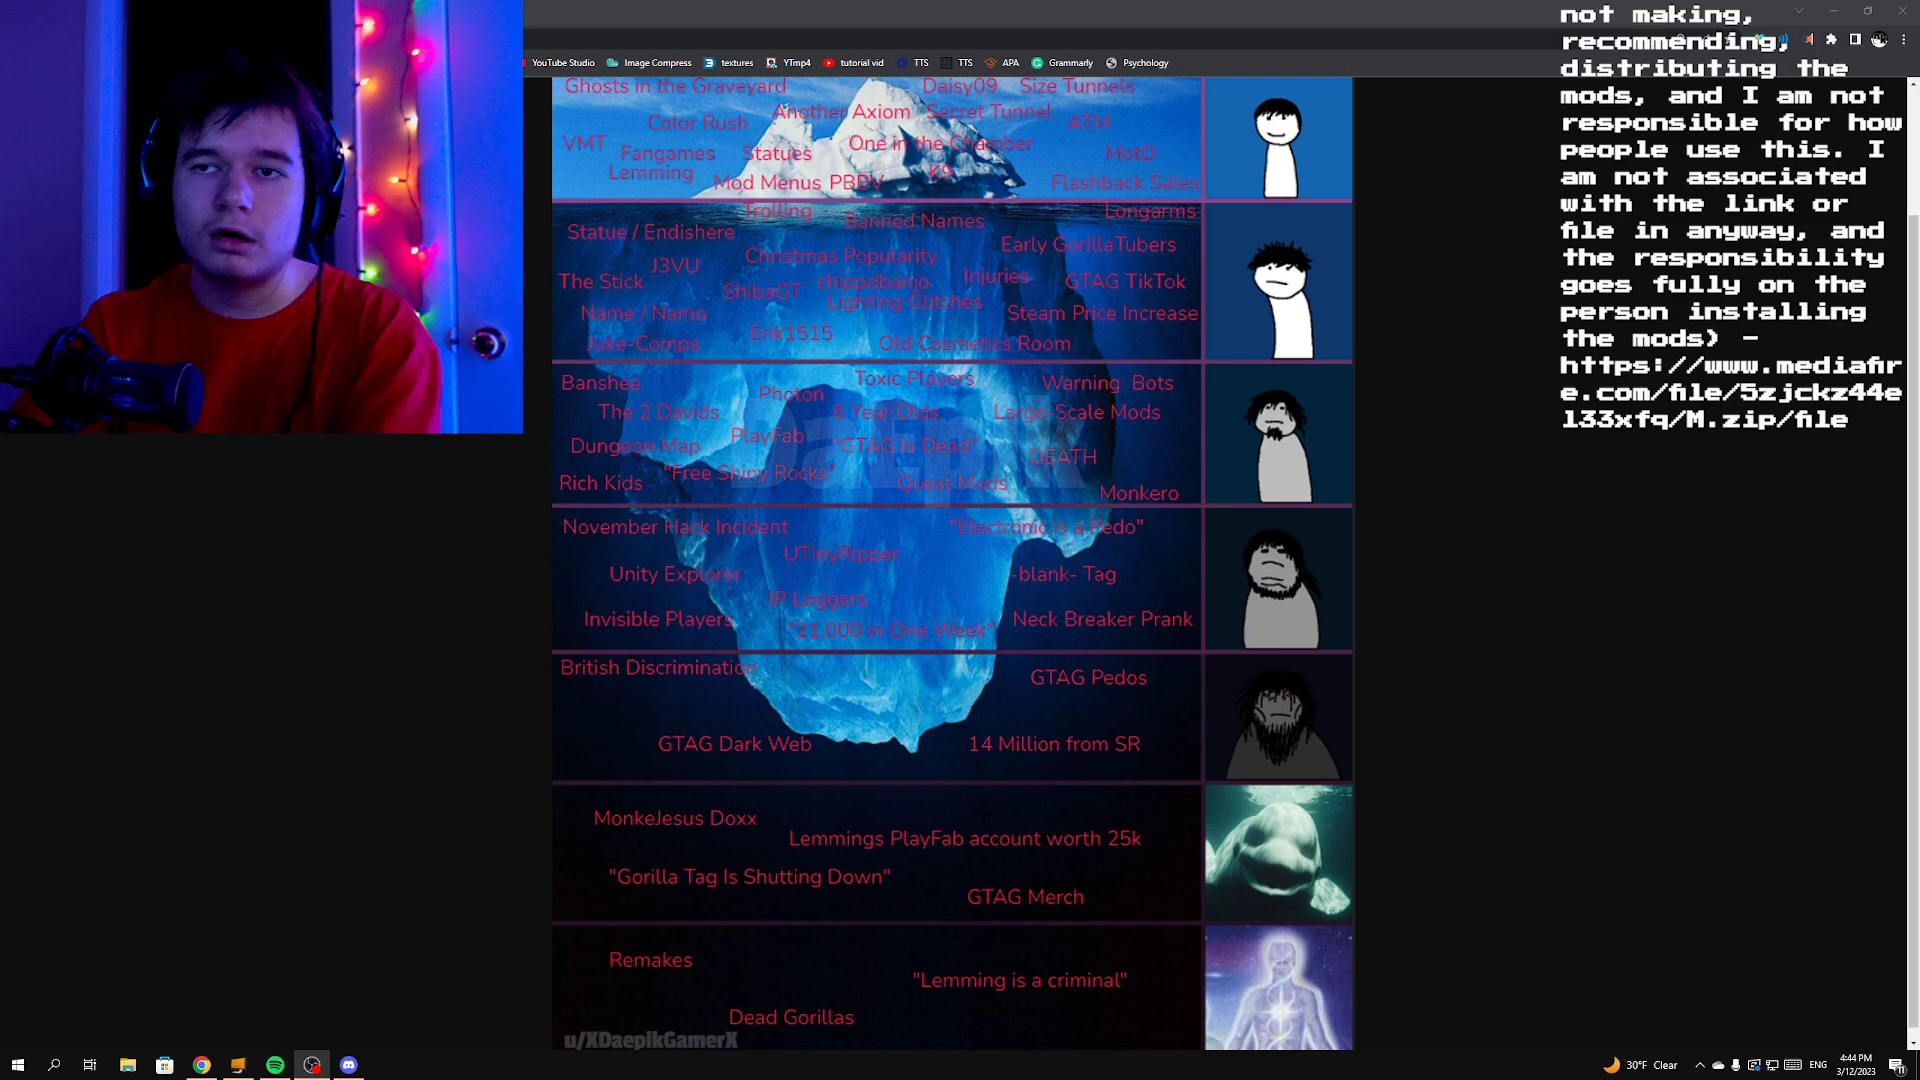 not making,
recommending,
distributing the
mods, and I am not
responsible for how
people use this. I
am not associated
with the link or
file in anyway, and
the responsibility
goes fully on the
person installing
the mods) -
https://www.mediafir
e.com/file/5zjckz44e
l33xfq/M.zip/file
YouTube Studio Image Compress textures YTmp4 tutorial vid TTS TTS APA Grammarly Psychology
Ghosts in the Graveyard Daisy09 Size Tunnels
Another Axiom Secret Tunnel
Color Rush ATM
VMT Fangames Statues One in the Chamber MotD
Lemming K9
Mod Menus PBBV Flashback Sales
Trolling Banned Names Longarms
Statue / Endishere Early GorillaTubers
J3VU Christmas Popularity
The Stick ShibaGT chippdbanjo Injuries GTAG TikTok
Name / Namo Lighting Glitches Steam Price Increase
Juke-Comps Erik1515 Old Cosmetics Room
Banshee Photon Toxic Players Warning Bots
The 2 Davids 6 Year Olds Large-Scale Mods
Dungeon Map PlayFab "GTAG Is Dead" DEATH
Rich Kids "Free Shiny Rocks" Quest Mods Monkero
Daepik
November Hack Incident "Electronic is a Pedo"
UTinyRipper
Unity Explorer -blank- Tag
IP Loggers
Invisible Players "21,000 in One Week" Neck Breaker Prank
British Discrimination GTAG Pedos
GTAG Dark Web 14 Million from SR
MonkeJesus Doxx
Lemmings PlayFab account worth 25k
"Gorilla Tag Is Shutting Down"
GTAG Merch
Remakes
"Lemming is a criminal"
Dead Gorillas
u/XDaepikGamerX
30°F Clear ENG 4:44 PM
3/12/2023